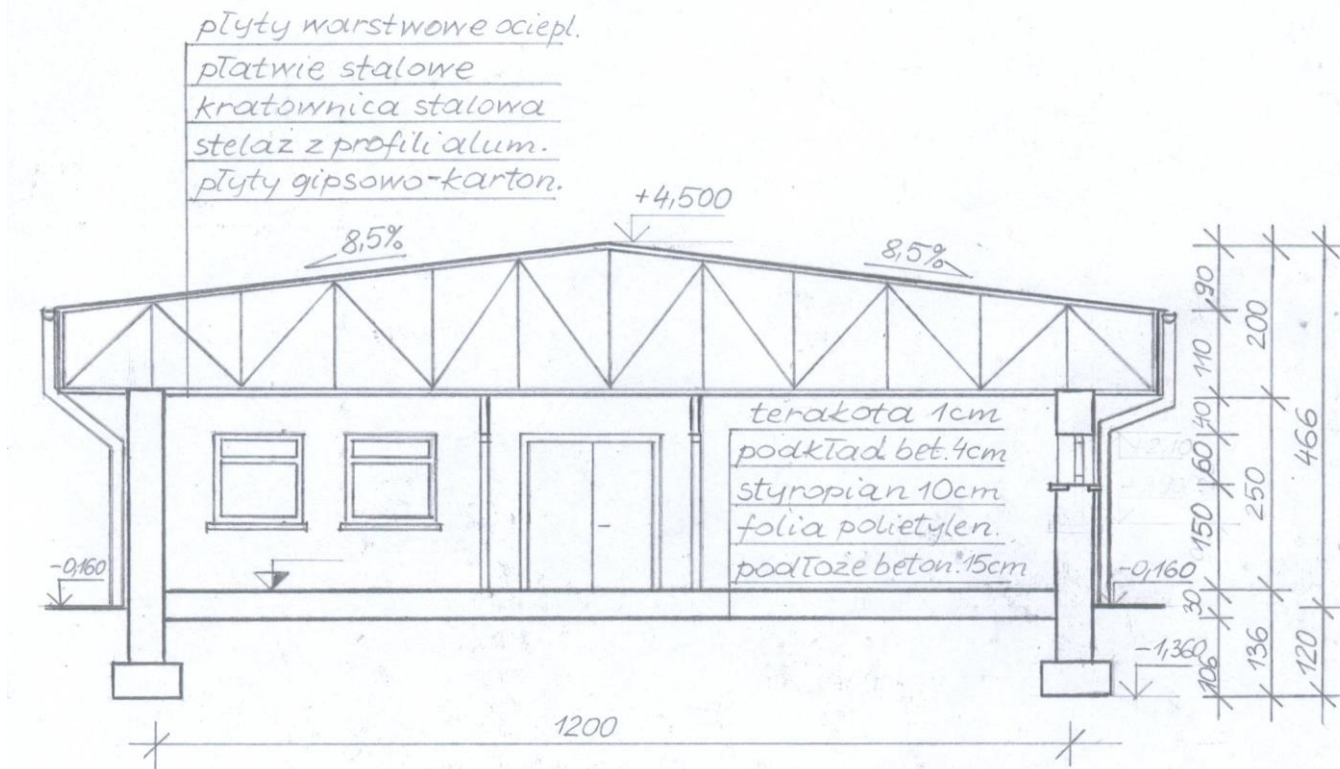 płyty warstwowe ociepl.
płatwie stalowe
kratownica stalowa
stelaż z profili alum.
płyty gipsowo-karton.
+4,500
8,5%
8,5%
90
200
110
466
terakota 1cm
40
podkład bet. 4cm
60
styropian 10cm
250
folia polietylen.
150
podłoże beton. 15cm
-0,160
-0,160
30
-1,360
106
136
120
1200